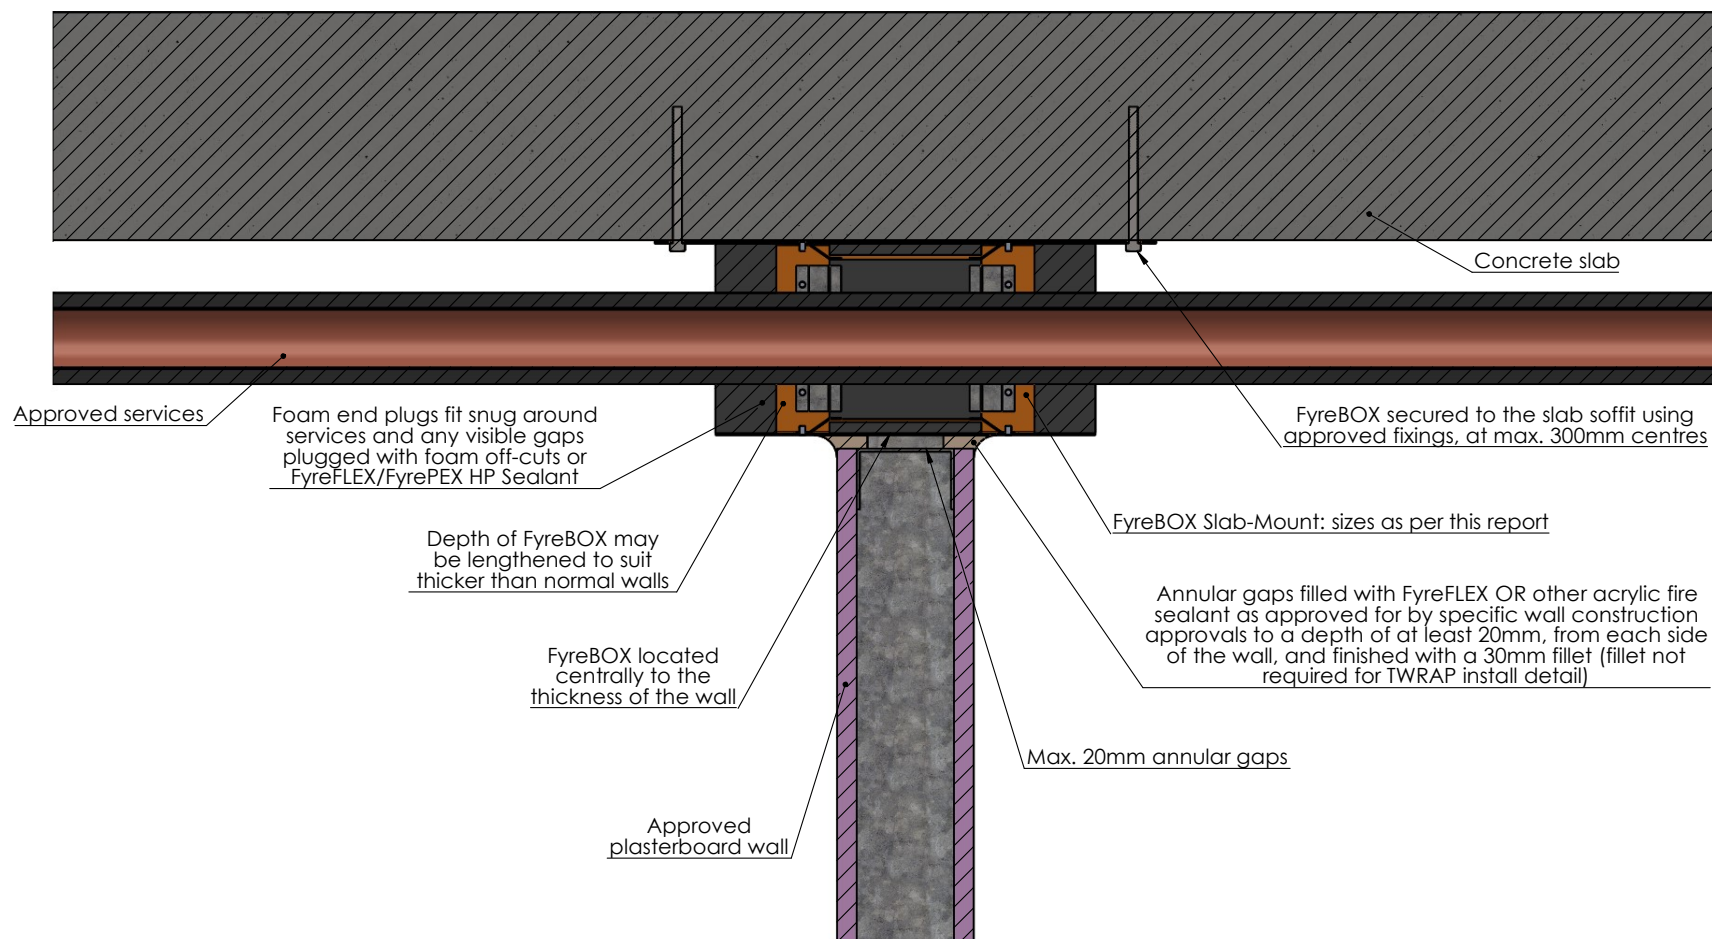 Concrete slab
Approved services
Foam end plugs fit snug around
services and any visible gaps
plugged with foam off-cuts or
FyreFLEX/FyrePEX HP Sealant
FyreBOX secured to the slab soffit using
approved fixings, at max. 300mm centres
Depth of FyreBOX may
be lengthened to suit
thicker than normal walls
FyreBOX Slab-Mount: sizes as per this report
Annular gaps filled with FyreFLEX OR other acrylic fire
sealant as approved for by specific wall construction
approvals to a depth of at least 20mm, from each side
of the wall, and finished with a 30mm fillet (fillet not
required for TWRAP install detail)
FyreBOX located
centrally to the
thickness of the wall
Max. 20mm annular gaps
Approved
plasterboard wall